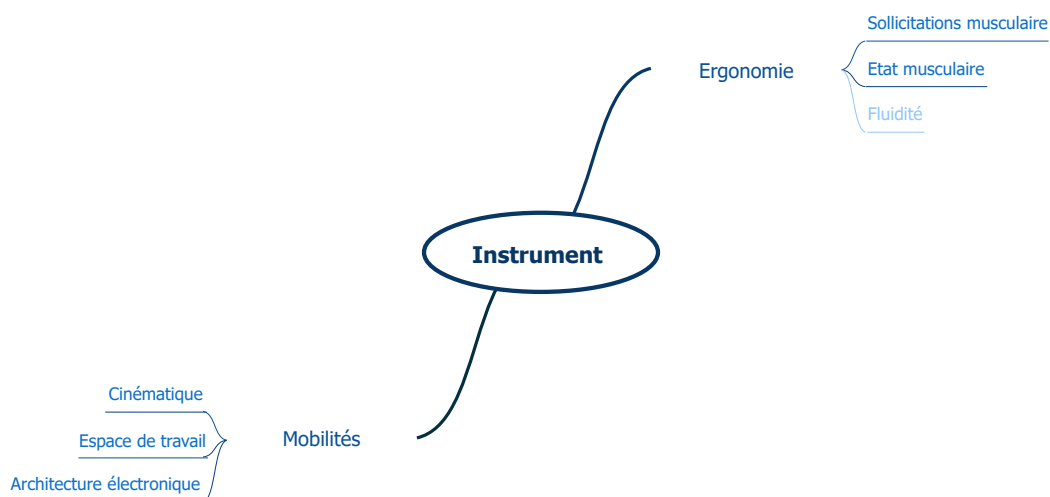 Sollicitations musculaire
Ergonomie
Etat musculaire
Fluidité
Instrument
Cinématique
Mobilités
Espace de travail
Architecture électronique